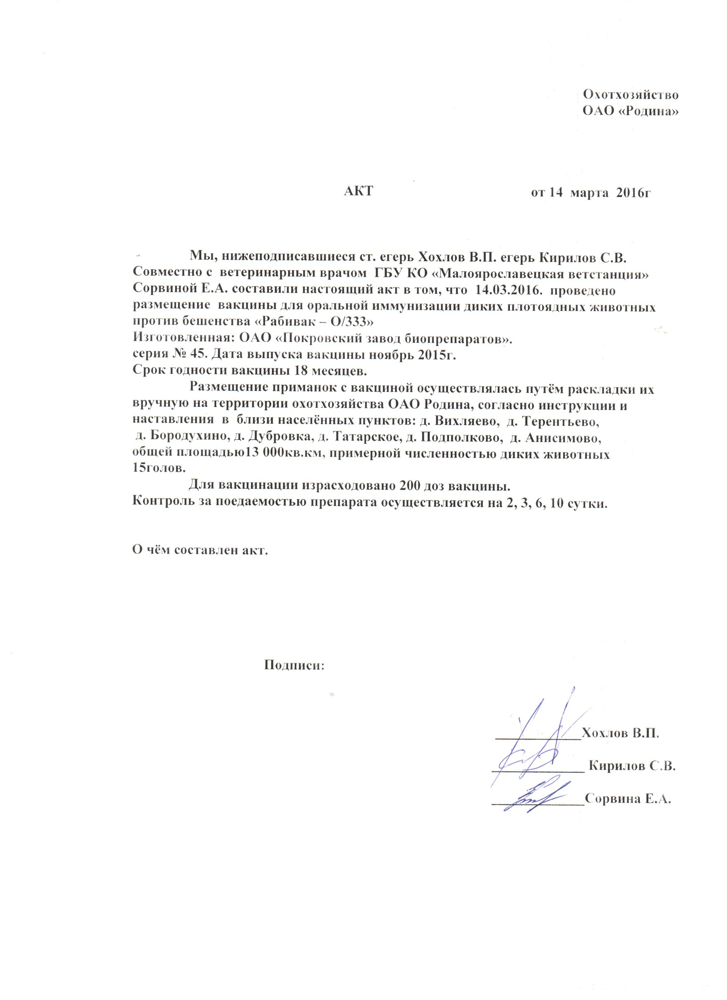 Охотхозяйство
ОАО «Родина»
АКТ от 14 марта 2016г
Мы, нижеподписавшиеся ст. егерь Хохлов В.П. егерь Кирилов С.В.
Совместно с ветеринарным врачом ГБУ КО «Малоярославецкая ветстанция»
Сорвиной Е.А. составили настоящий акт в том, что 14.03.2016. проведено
размещение вакцины для оральной иммунизации диких плотоядных животных
против бешенства «Рабивак – О/333»
Изготовленная: ОАО «Покровский завод биопрепаратов».
серия № 45. Дата выпуска вакцины ноябрь 2015г.
Срок годности вакцины 18 месяцев.
Размещение приманок с вакциной осуществлялась путём раскладки их
вручную на территории охотхозяйства ОАО Родина, согласно инструкции и
наставления в близи населённых пунктов: д. Вихляево, д. Терентьево,
д. Бородухино, д. Дубровка, д. Татарское, д. Подполково, д. Анисимово,
общей площадью13 000кв.км, примерной численностью диких животных
15голов.
Для вакцинации израсходовано 200 доз вакцины.
Контроль за поедаемостью препарата осуществляется на 2, 3, 6, 10 сутки.
О чём составлен акт.
Подписи:
Хохлов В.П.
Кирилов С.В.
Сорвина Е.А.